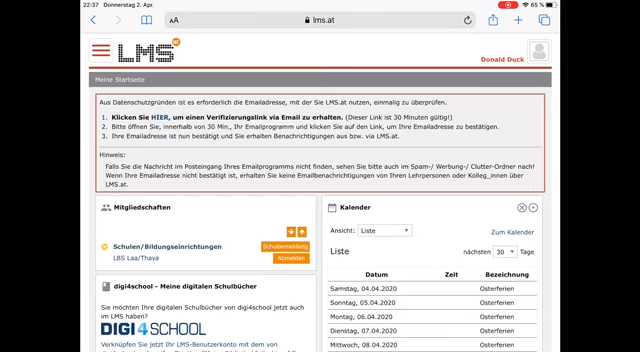 22:37 Donnerstag 2. Apr.
65 %
AA
lms.at
LMS
Donald Duck
Meine Startseite
Aus Datenschutzgründen ist es erforderlich die Emailadresse, mit der Sie LMS.at nutzen, einmalig zu überprüfen.
1. Klicken Sie HIER, um einen Verifizierungslink via Email zu erhalten. (Dieser Link ist 30 Minuten gültig!)
2. Bitte öffnen Sie, innerhalb von 30 Min., Ihr Emailprogramm und klicken Sie auf den Link, um Ihre Emailadresse zu bestätigen.
3. Ihre Emailadresse ist nun bestätigt und Sie erhalten Benachrichtigungen aus bzw. via LMS.at.
Hinweis:
Falls Sie die Nachricht im Posteingang Ihres Emailprogramms nicht finden, sehen Sie bitte auch im Spam-/ Werbung-/ Clutter-Ordner nach!
Wenn Ihre Emailadresse nicht bestätigt ist, erhalten Sie keine Emailbenachrichtigungen von Ihren Lehrpersonen oder Kolleg_innen über
LMS.at.
Mitgliedschaften
Schulen/Bildungseinrichtungen
Schulanmeldung
LBS Laa/Thaya
Abmelden
digi4school - Meine digitalen Schulbücher
Sie möchten Ihre digitalen Schulbücher von digi4school jetzt auch
im LMS haben?
DIGI4SCHOOL
Verknüpfen Sie jetzt Ihr LMS-Benutzerkonto mit dem von
Kalender
Ansicht: Liste
Zum Kalender
Liste
nächsten 30 Tage
Datum Zeit Bezeichnung
Samstag, 04.04.2020 Osterferien
Sonntag, 05.04.2020 Osterferien
Montag, 06.04.2020 Osterferien
Dienstag, 07.04.2020 Osterferien
Mittwoch, 08.04.2020 Osterferien